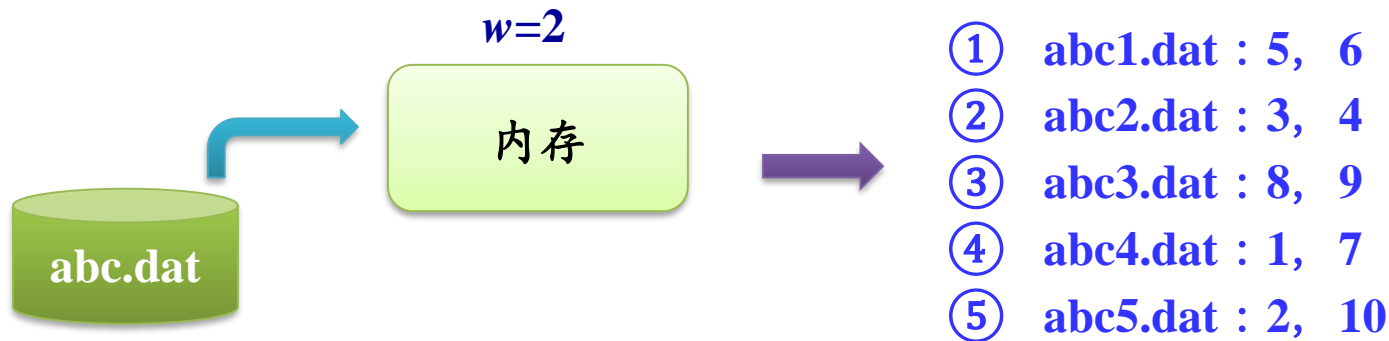 w=2
内存
abc.dat
① abc1.dat：5， 6
② abc2.dat：3， 4
③ abc3.dat：8， 9
④ abc4.dat：1， 7
⑤ abc5.dat：2， 10